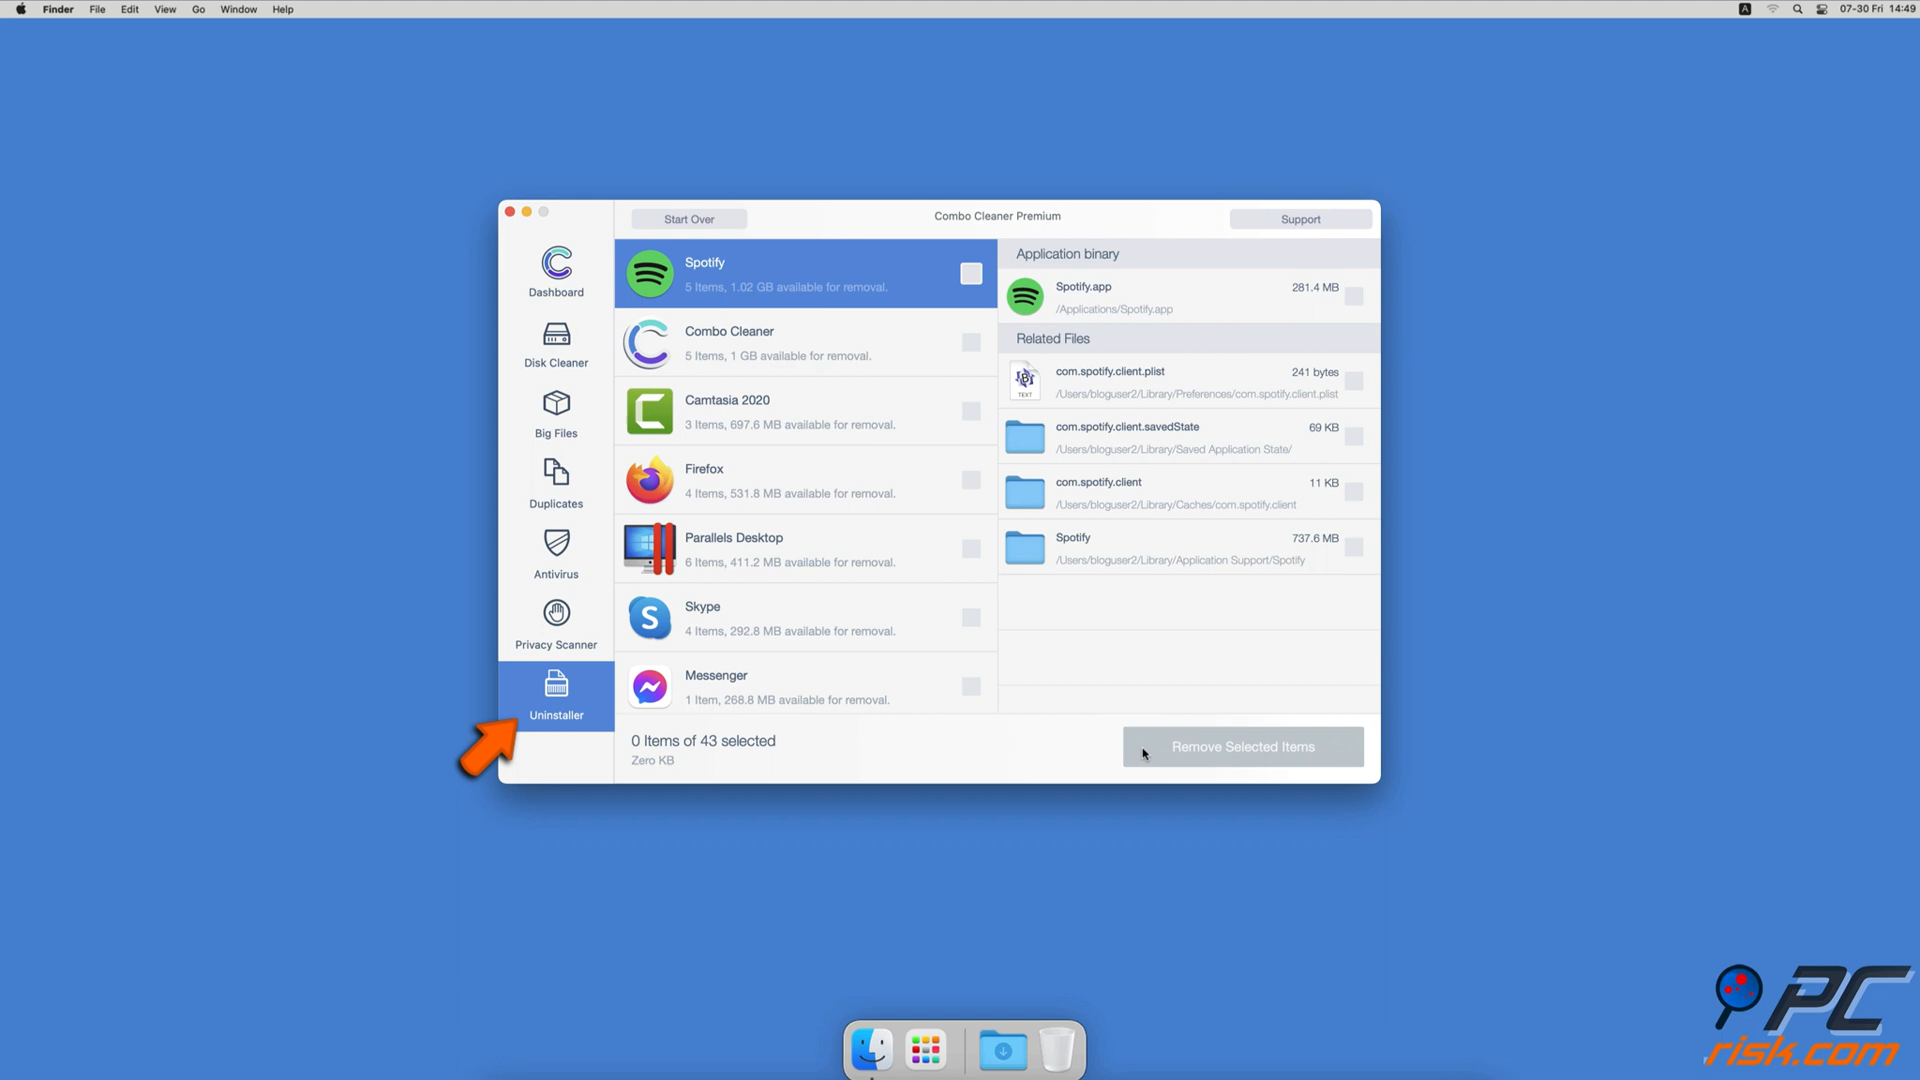 Finder File Edit View Go Window Help
A
07-30 Fri 14:49
Start Over
Combo Cleaner Premium
Support
Dashboard
Disk Cleaner
Big Files
Duplicates
Antivirus
Privacy Scanner
Uninstaller
Spotify
5 Items, 1.02 GB available for removal.
Combo Cleaner
5 Items, 1 GB available for removal.
Camtasia 2020
3 Items, 697.6 MB available for removal.
Firefox
4 Items, 531.8 MB available for removal.
Parallels Desktop
6 Items, 411.2 MB available for removal.
S
Skype
4 Items, 292.8 MB available for removal.
Messenger
1 Item, 268.8 MB available for removal.
Application binary
Spotify.app 281.4 MB
/Applications/Spotify.app
Related Files
TEXT
com.spotify.client.plist 241 bytes
/Users/bloguser2/Library/Preferences/com.spotify.client.plist
com.spotify.client.savedState 69 KB
/Users/bloguser2/Library/Saved Application State/
com.spotify.client 11 KB
/Users/bloguser2/Library/Caches/com.spotify.client
Spotify 737.6 MB
/Users/bloguser2/Library/Application Support/Spotify
0 Items of 43 selected
Zero KB
Remove Selected Items
PC
risk.com